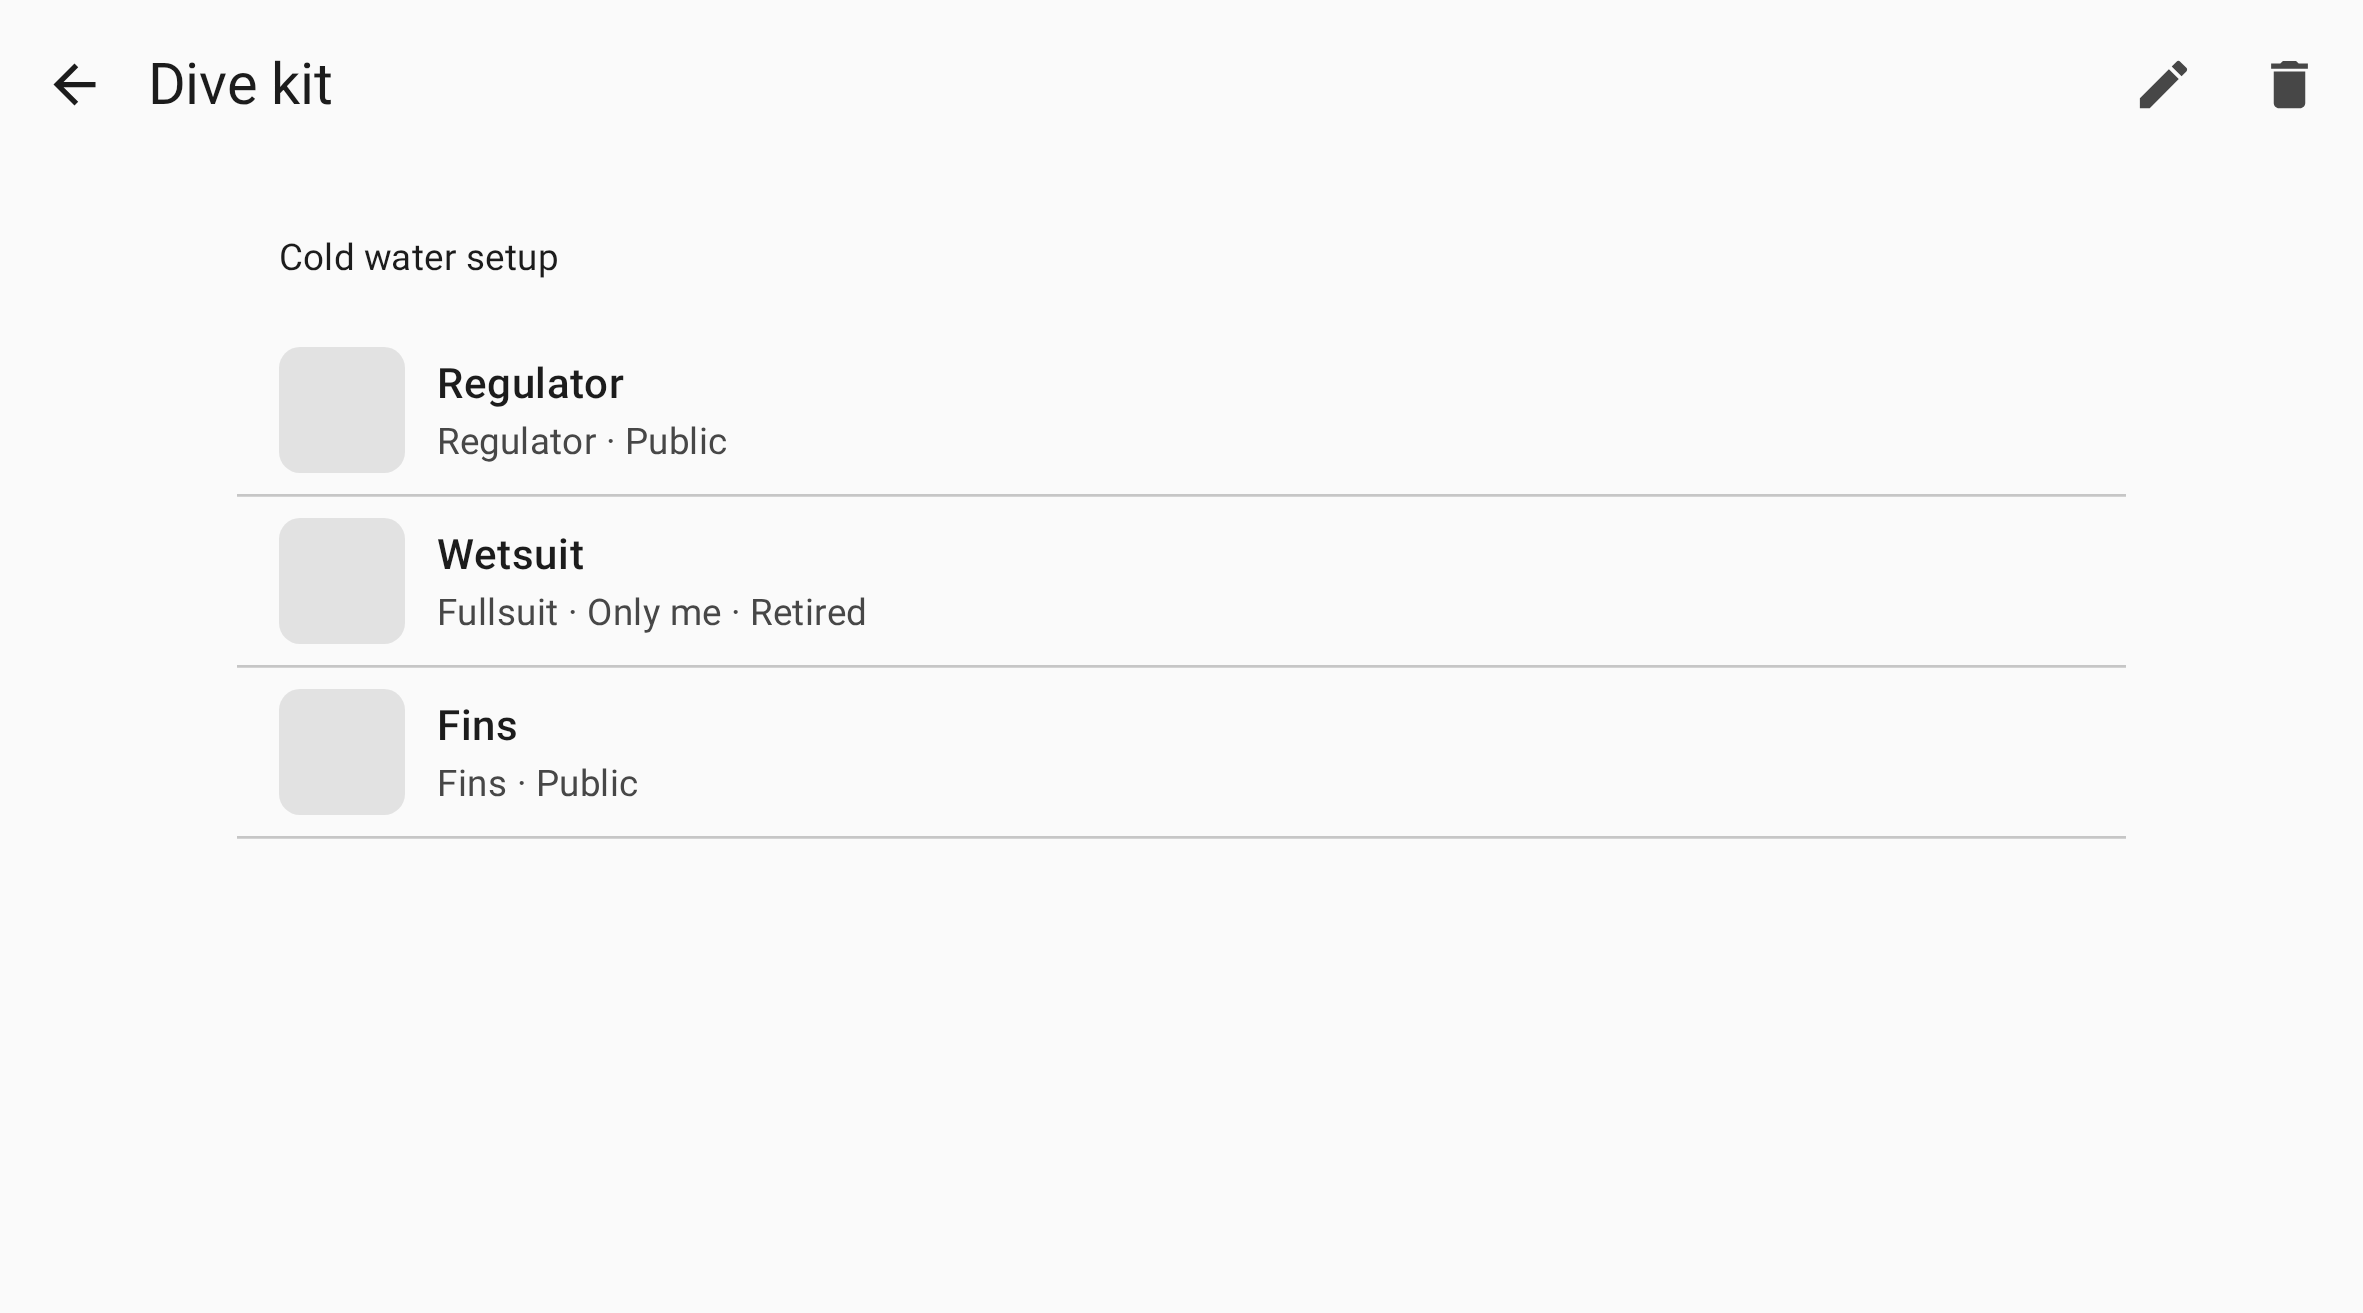 Dive kit
Cold water setup
Regulator
Regulator · Public
Wetsuit
Fullsuit · Only me · Retired
Fins
Fins · Public